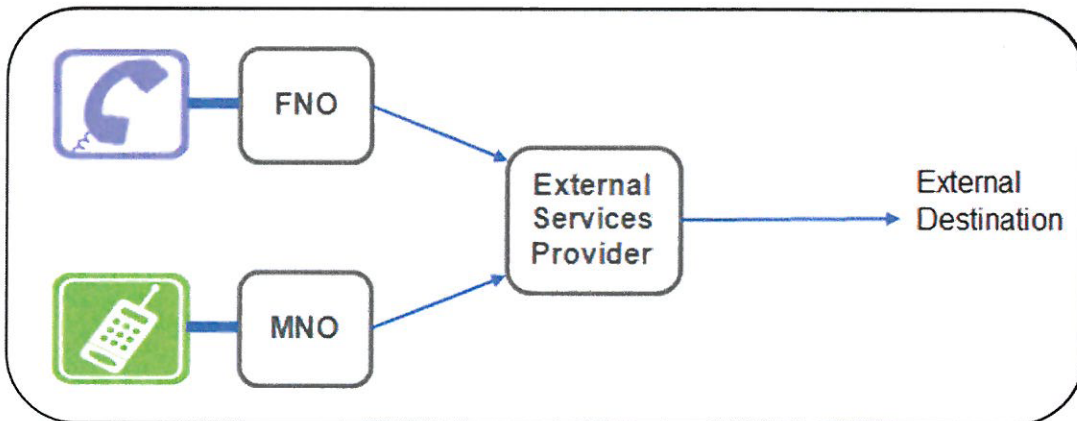 FNO
External
Services
Provider
External
Destination
MNO